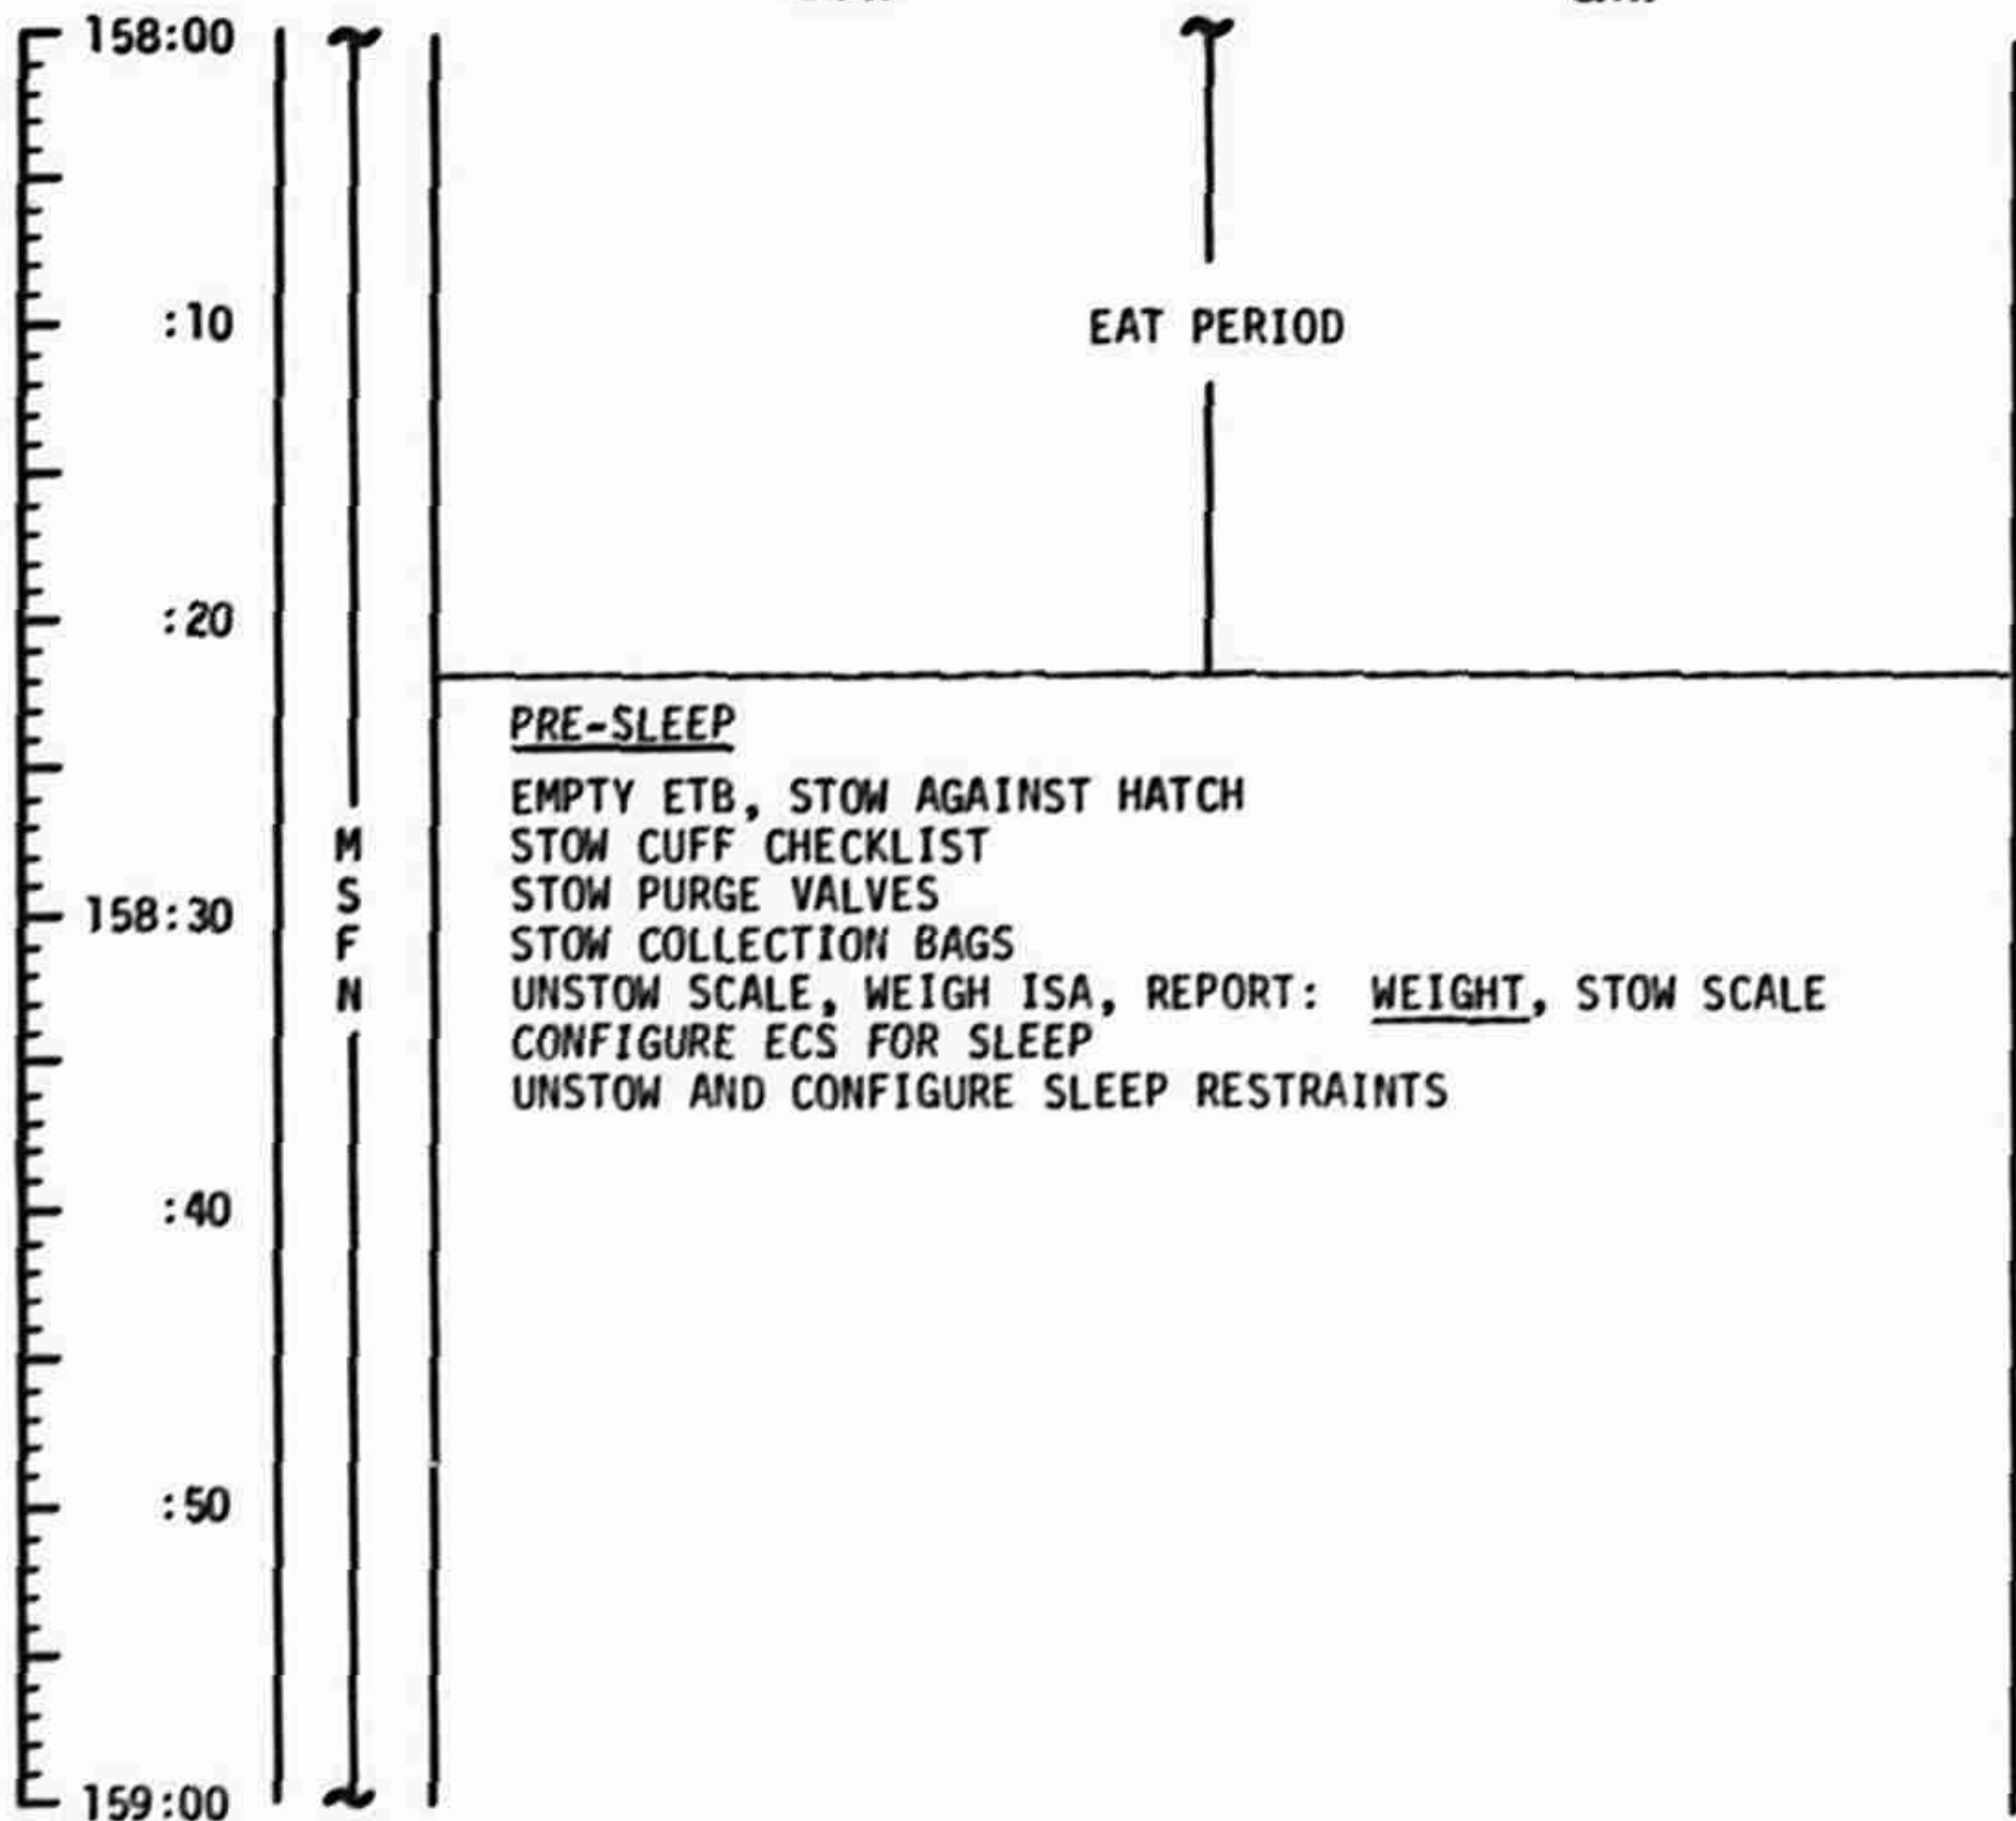 158:00
:10
EAT PERIOD
:20
PRE-SLEEP
EMPTY ETB, STOW AGAINST HATCH
M STOW CUFF CHECKLIST
S STOW PURGE VALVES
158:30
F STOW COLLECTION BAGS
N UNSTOW SCALE, WEIGH ISA, REPORT: WEIGHT, STOW SCALE
CONFIGURE ECS FOR SLEEP
UNSTOW AND CONFIGURE SLEEP RESTRAINTS
:40
:50
159:00